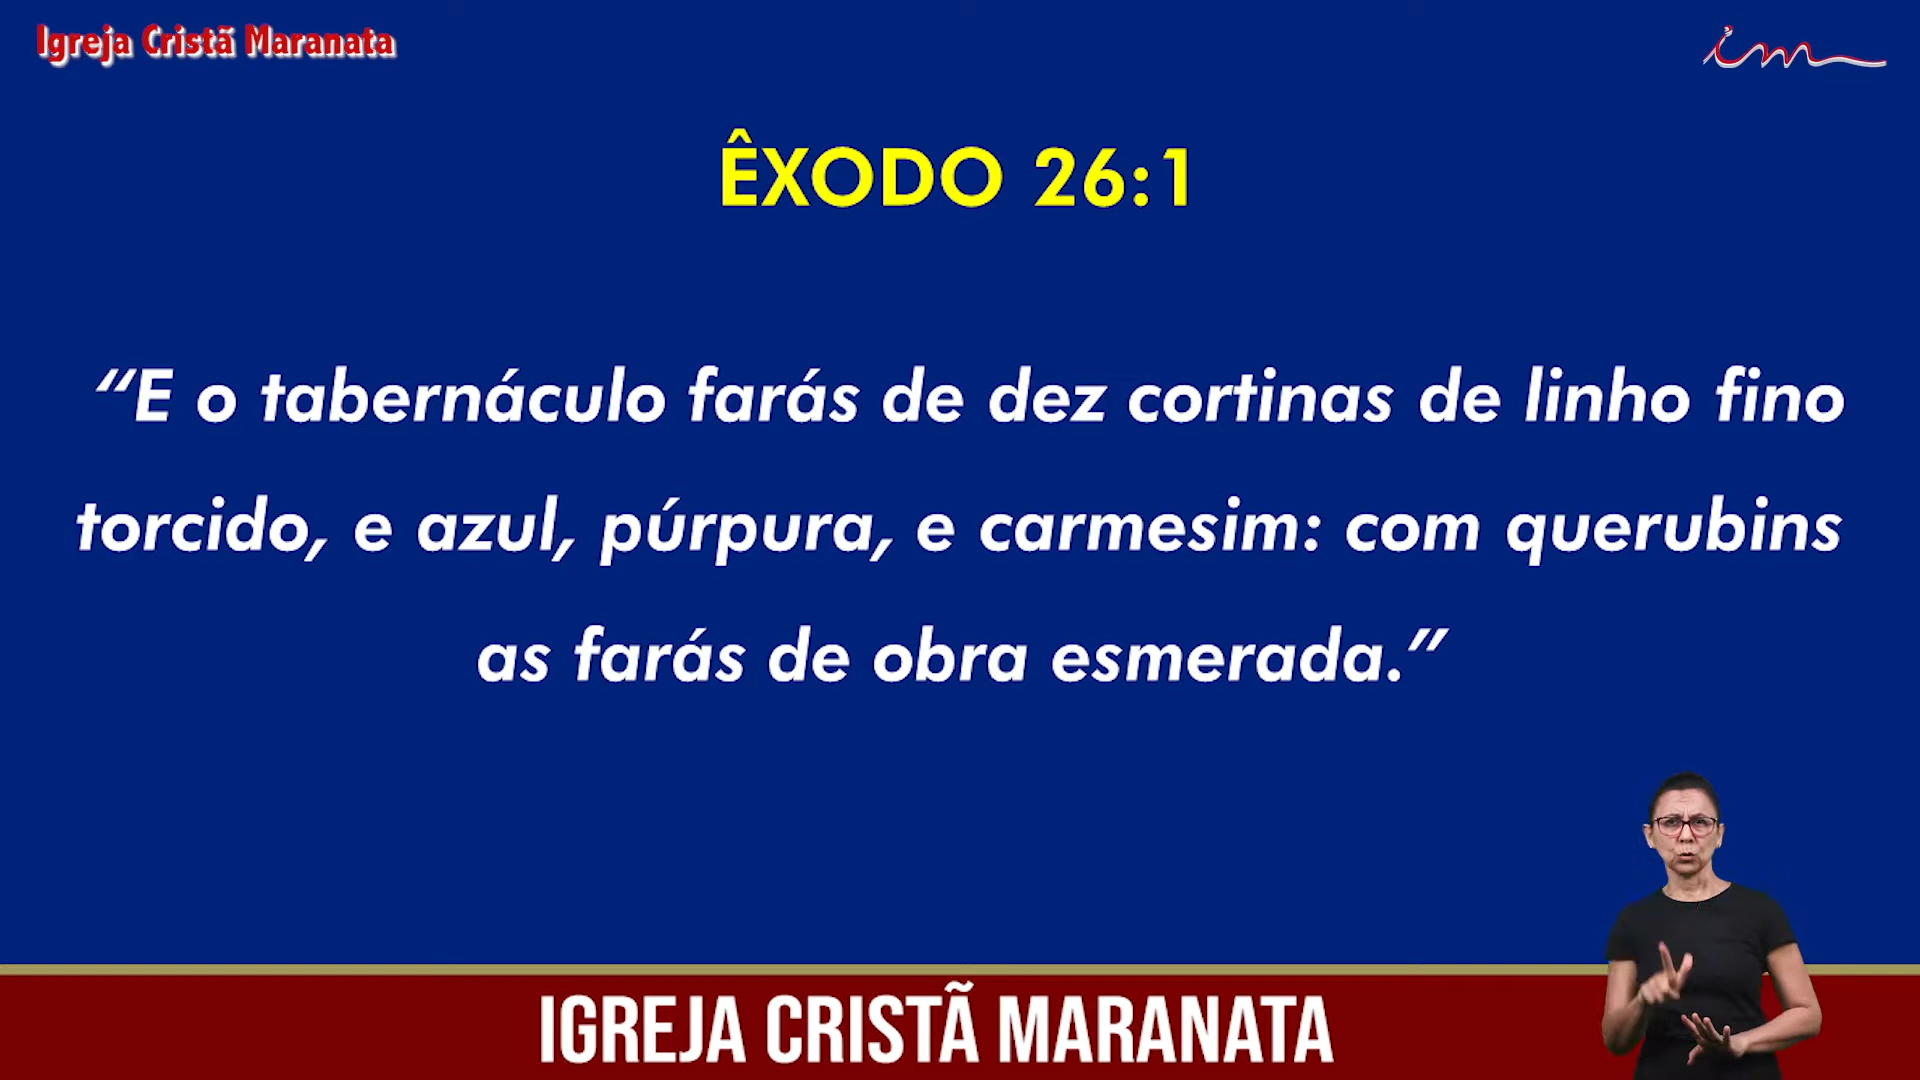 Igreja Cristã Maranata
im
ÊXODO 26:1
“E o tabernáculo farás de dez cortinas de linho fino
torcido, e azul, púrpura, e carmesim: com querubins
as farás de obra esmerada.”
IGREJA CRISTÃ MARANATA